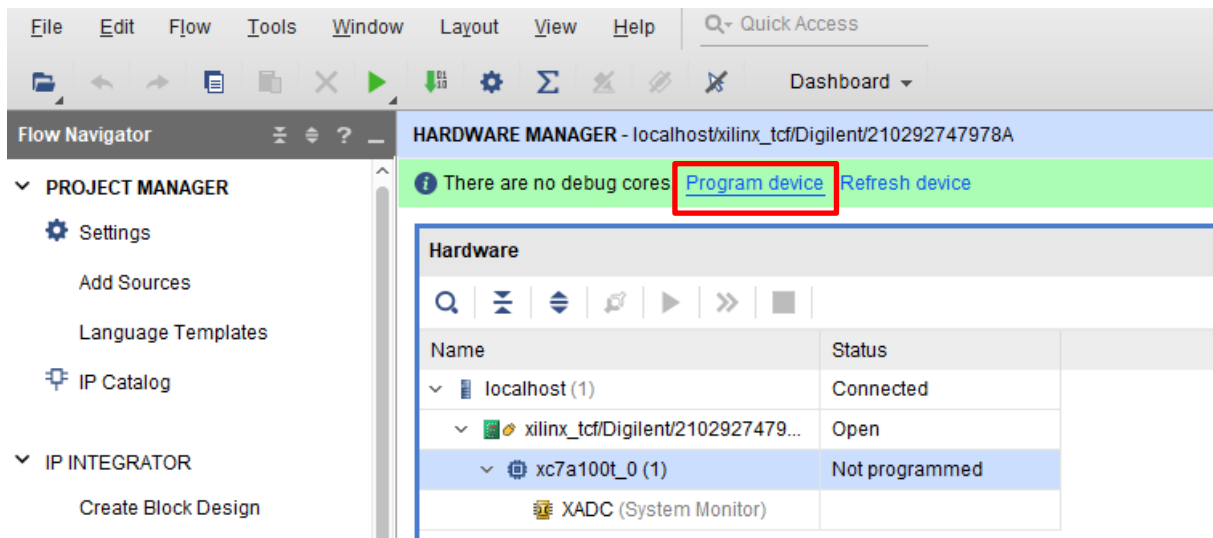 File Edit Flow Tools Window Layout View Help Quick Access
Dashboard
Flow Navigator
HARDWARE MANAGER - localhost/xilinx_tcf/Digilent/210292747978A
There are no debug cores. Program device Refresh device
PROJECT MANAGER
Settings
Add Sources
Language Templates
IP Catalog
IP INTEGRATOR
Create Block Design
Hardware
Name Status
localhost (1) Connected
xilinx_tcf/Digilent/2102927479... Open
xc7a100t_0 (1) Not programmed
XADC (System Monitor)